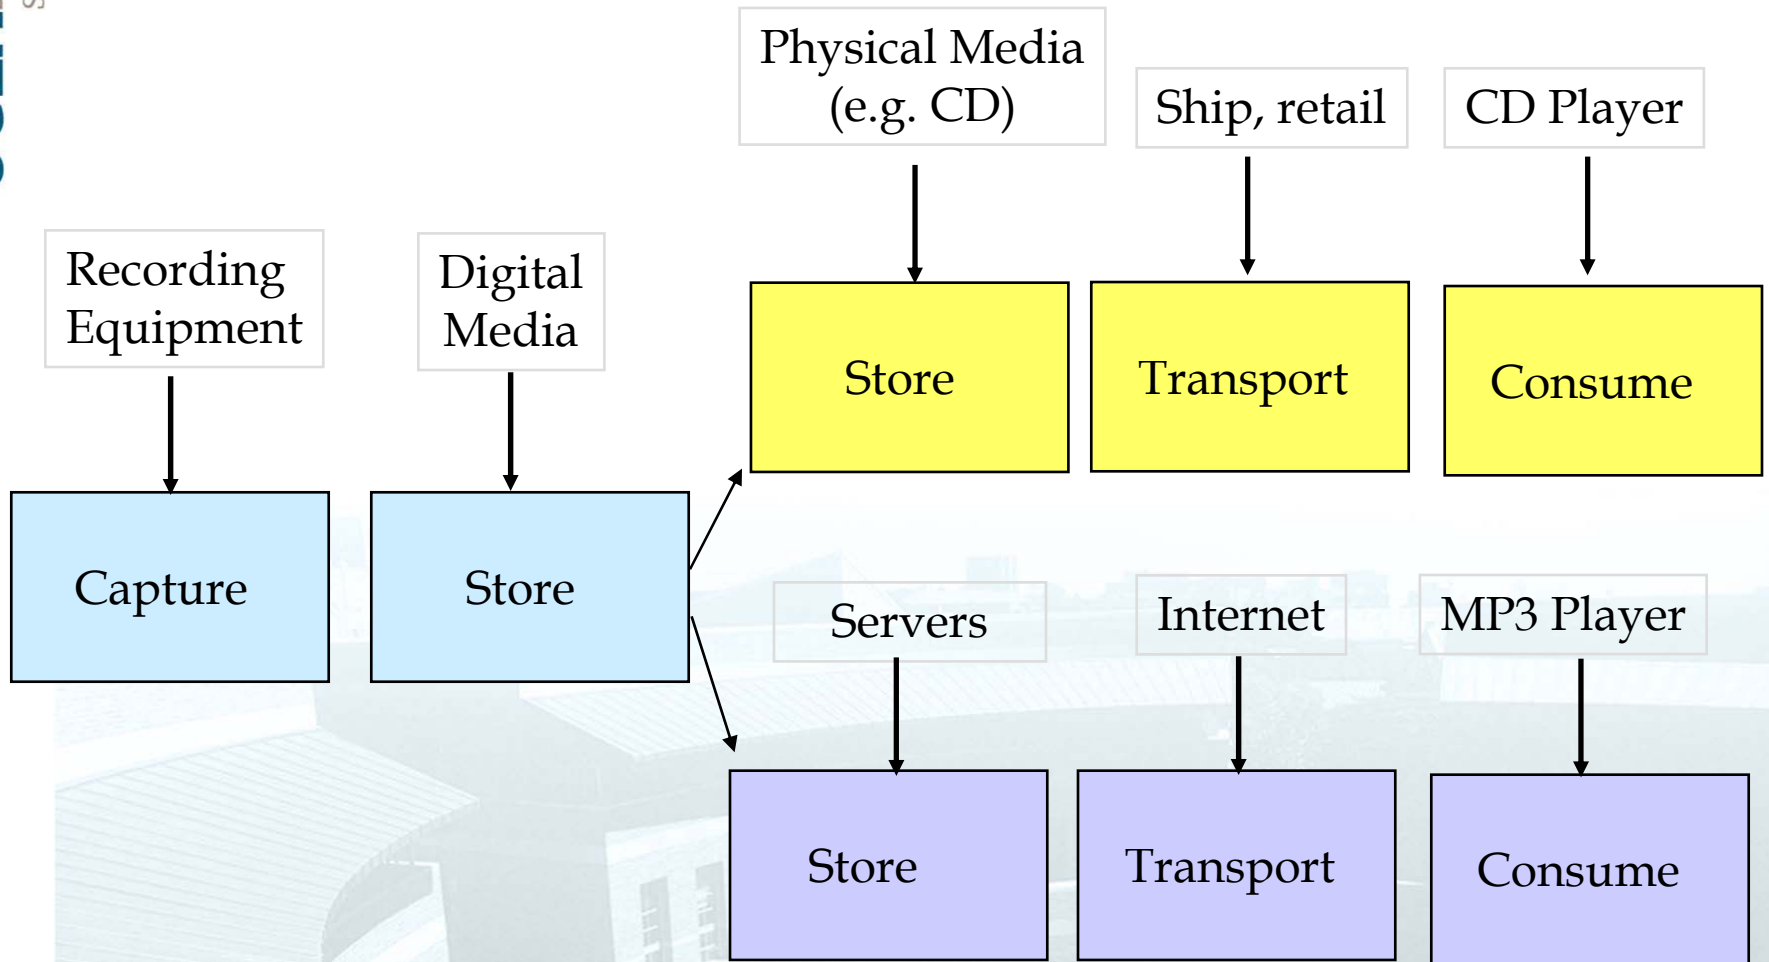 Physical Media
(e.g. CD)
Ship, retail
CD Player
Recording
Equipment
Digital
Media
Store
Transport
Consume
Capture
Store
Servers
Internet
MP3 Player
Store
Transport
Consume